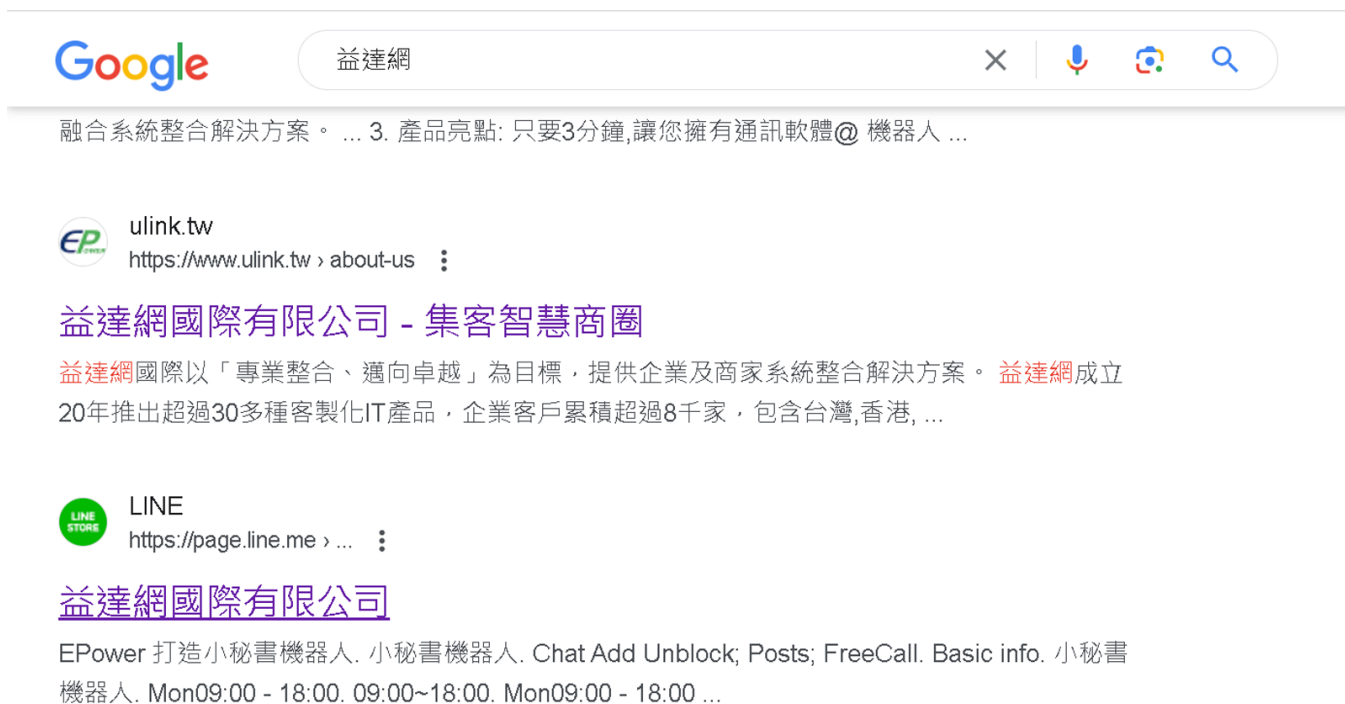 Google
益達網
融合系統整合解決方案。 ... 3. 產品亮點: 只要3分鐘,讓您擁有通訊軟體@ 機器人 ...
EPOWER
ulink.tw
https://www.ulink.tw › about-us
益達網國際有限公司 - 集客智慧商圈
益達網國際以「專業整合、邁向卓越」為目標，提供企業及商家系統整合解決方案。 益達網成立
20年推出超過30多種客製化IT產品，企業客戶累積超過8千家，包含台灣,香港, ...
LINE
STORE
LINE
https://page.line.me › ...
益達網國際有限公司
EPower 打造小秘書機器人. 小秘書機器人. Chat Add Unblock; Posts; FreeCall. Basic info. 小秘書
機器人. Mon09:00 - 18:00. 09:00~18:00. Mon09:00 - 18:00 ...